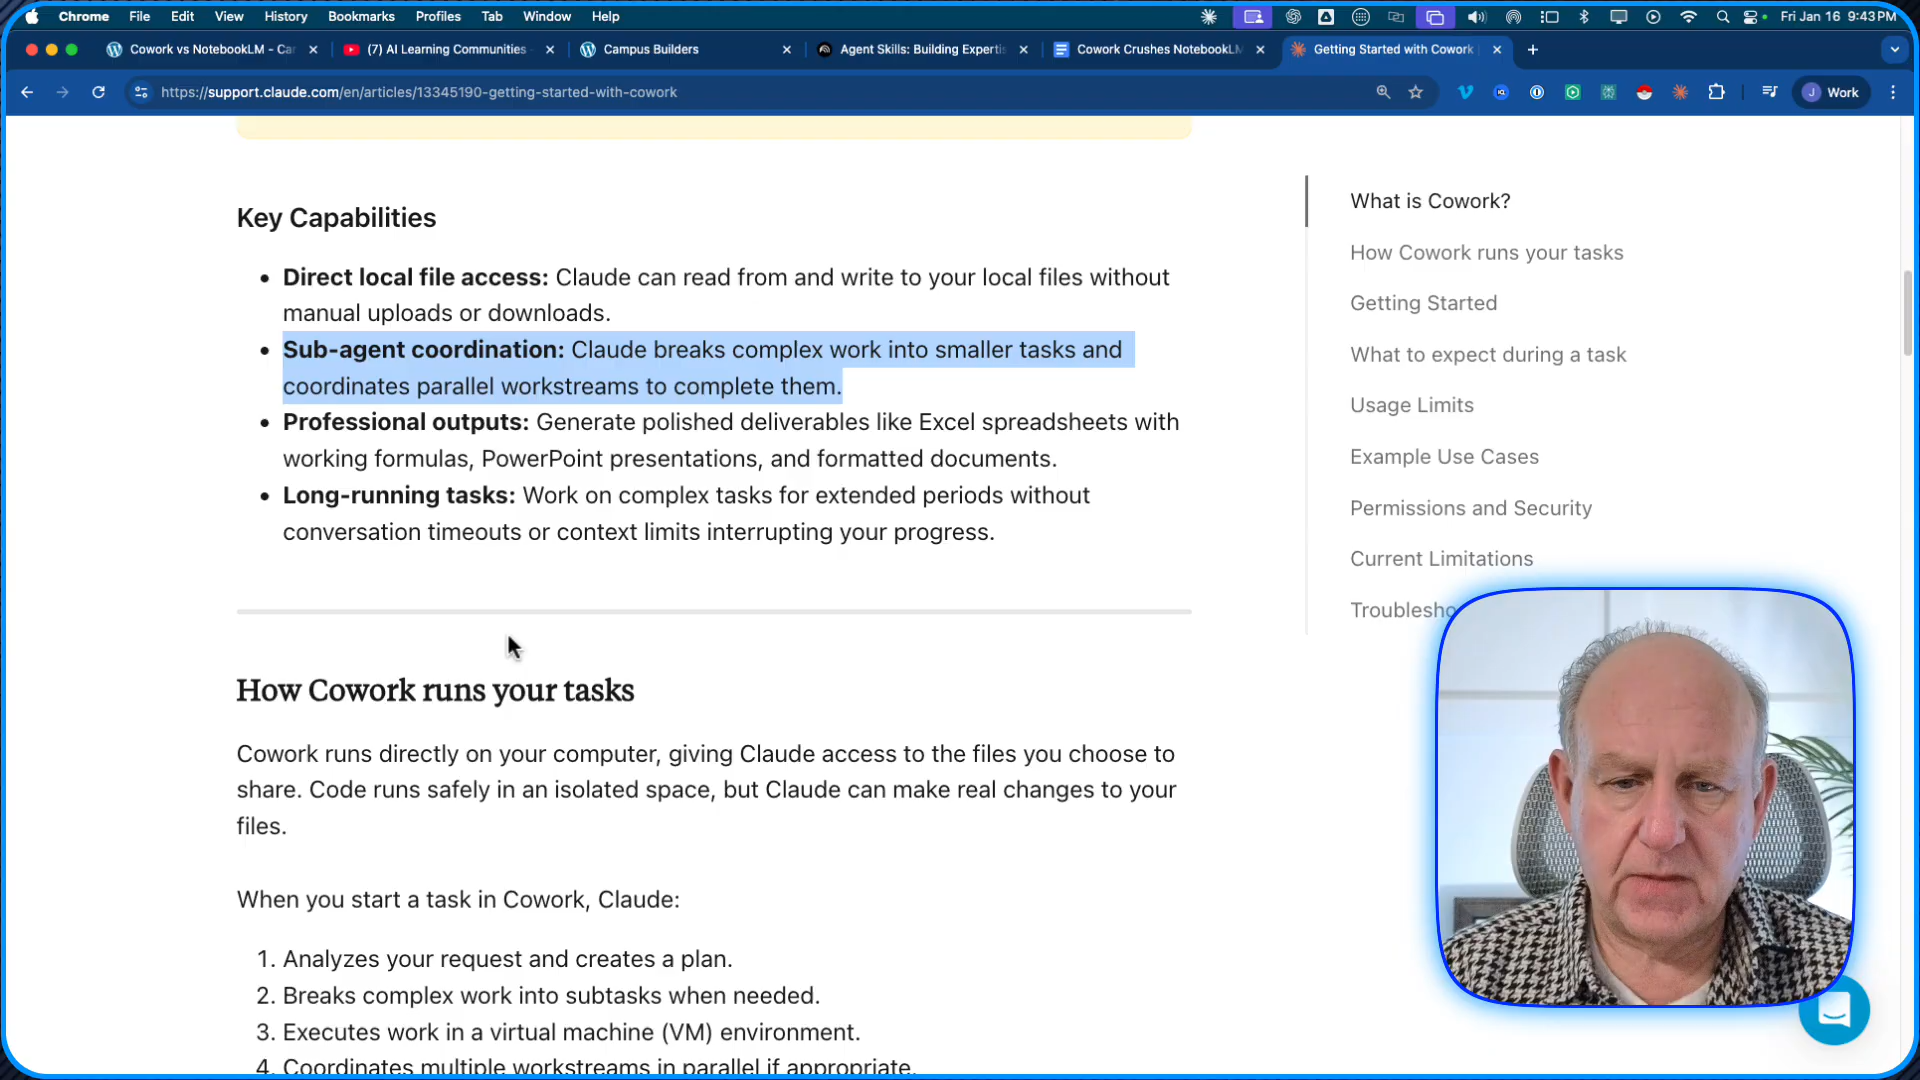 Chrome File Edit View History Bookmarks Profiles Tab Window Help Fri Jan 16 9:43 PM
Cowork vs NotebookLM - Car (7) AI Learning Communities - Campus Builders Agent Skills: Building Experti Cowork Crushes NotebookLM Getting Started with Cowork
https://support.claude.com/en/articles/13345190-getting-started-with-cowork J Work
Key Capabilities
• Direct local file access: Claude can read from and write to your local files without
manual uploads or downloads.
• Sub-agent coordination: Claude breaks complex work into smaller tasks and
coordinates parallel workstreams to complete them.
• Professional outputs: Generate polished deliverables like Excel spreadsheets with
working formulas, PowerPoint presentations, and formatted documents.
• Long-running tasks: Work on complex tasks for extended periods without
conversation timeouts or context limits interrupting your progress.
How Cowork runs your tasks
Cowork runs directly on your computer, giving Claude access to the files you choose to
share. Code runs safely in an isolated space, but Claude can make real changes to your
files.
When you start a task in Cowork, Claude:
1. Analyzes your request and creates a plan.
2. Breaks complex work into subtasks when needed.
3. Executes work in a virtual machine (VM) environment.
4. Coordinates multiple workstreams in parallel if appropriate.
What is Cowork?
How Cowork runs your tasks
Getting Started
What to expect during a task
Usage Limits
Example Use Cases
Permissions and Security
Current Limitations
Troublesho